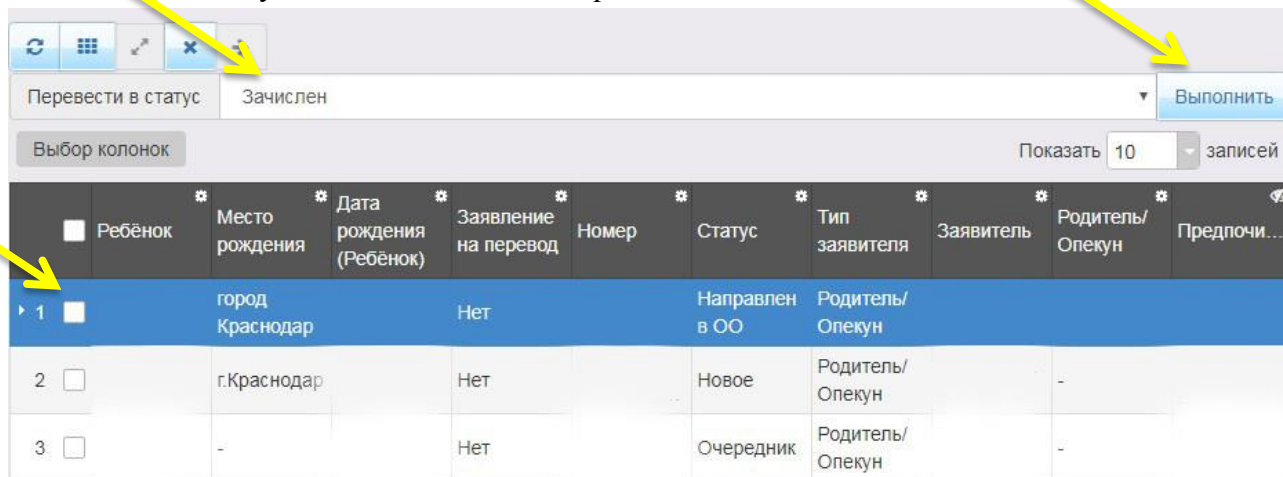 Перевести в статус Зачислен Выполнить
Выбор колонок Показать 10 записей
Ребёнок Место рождения Дата рождения (Ребёнок) Заявление на перевод Номер Статус Тип заявителя Заявитель Родитель/ Опекун Предпочи...
1 город Краснодар Нет Направлен в ОО Родитель/ Опекун
2 г.Краснодар Нет Новое Родитель/ Опекун -
3 - Нет Очередник Родитель/ Опекун -